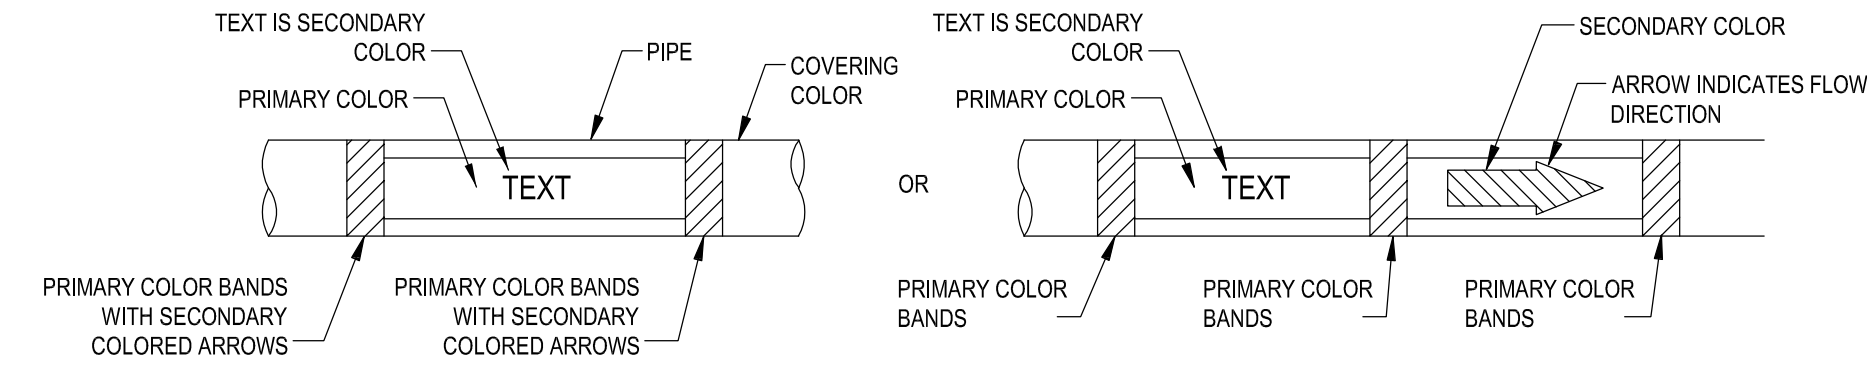 TEXT IS SECONDARY
COLOR
PIPE
COVERING
COLOR
PRIMARY COLOR
TEXT
PRIMARY COLOR BANDS
WITH SECONDARY
COLORED ARROWS
PRIMARY COLOR BANDS
WITH SECONDARY
COLORED ARROWS
OR
TEXT IS SECONDARY
COLOR
SECONDARY COLOR
PRIMARY COLOR
ARROW INDICATES FLOW
DIRECTION
TEXT
PRIMARY COLOR
BANDS
PRIMARY COLOR
BANDS
PRIMARY COLOR
BANDS